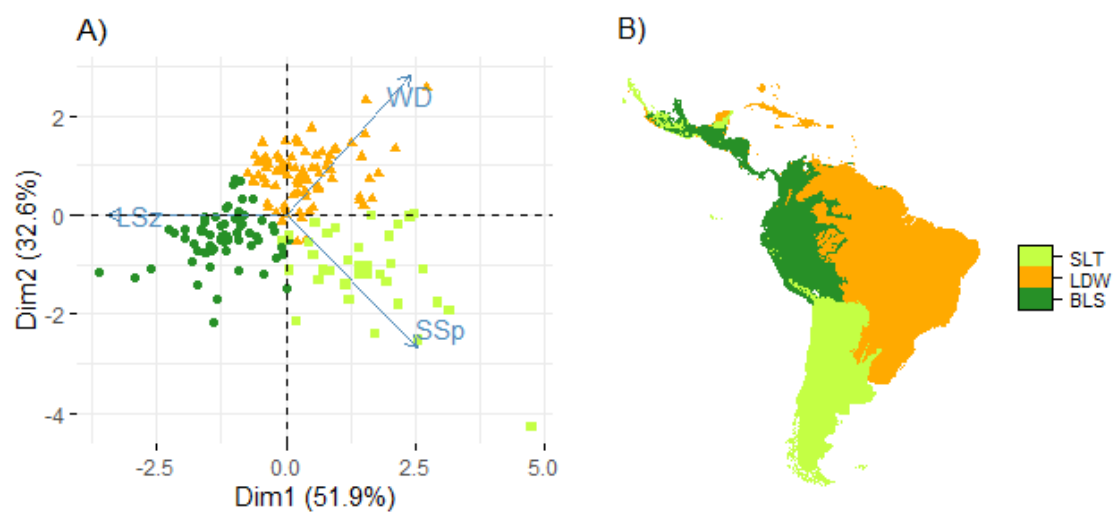 A)
B)
WD
2
LSz
0
SSp
-2
-4
-2.5
0.0
2.5
5.0
Dim1 (51.9%)
Dim2 (32.6%)
SLT
LDW
BLS